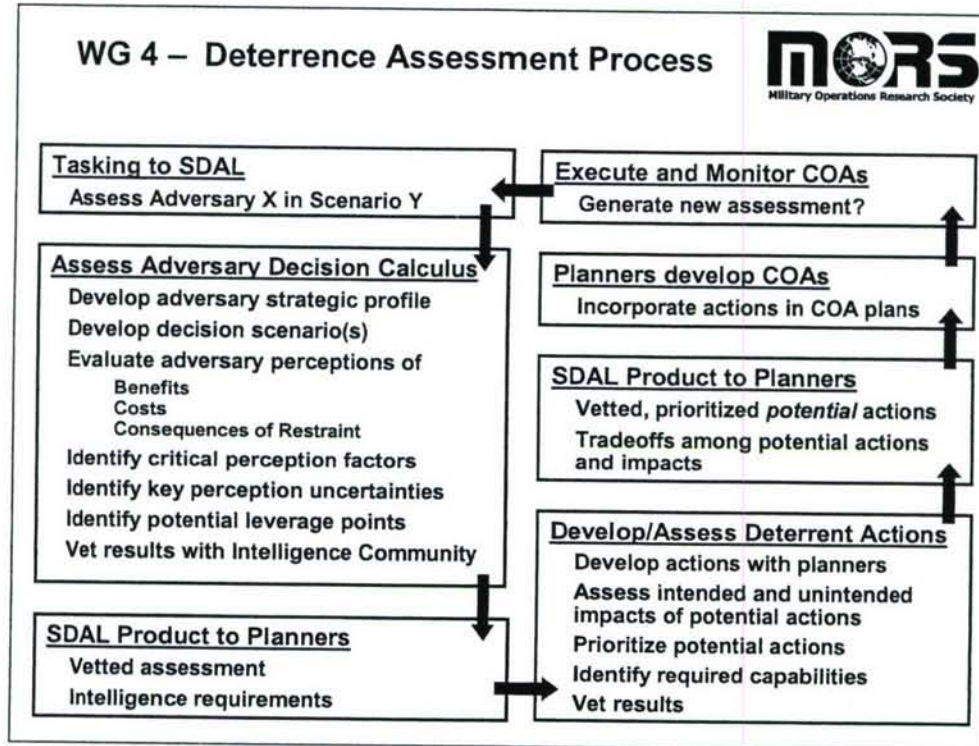 WG 4 – Deterrence Assessment Process
MORS
Military Operations Research Society
Tasking to SDAL
Assess Adversary X in Scenario Y
Assess Adversary Decision Calculus
Develop adversary strategic profile
Develop decision scenario(s)
Evaluate adversary perceptions of
Benefits
Costs
Consequences of Restraint
Identify critical perception factors
Identify key perception uncertainties
Identify potential leverage points
Vet results with Intelligence Community
SDAL Product to Planners
Vetted assessment
Intelligence requirements
Develop/Assess Deterrent Actions
Develop actions with planners
Assess intended and unintended
impacts of potential actions
Prioritize potential actions
Identify required capabilities
Vet results
SDAL Product to Planners
Vetted, prioritized potential actions
Tradeoffs among potential actions
and impacts
Planners develop COAs
Incorporate actions in COA plans
Execute and Monitor COAs
Generate new assessment?